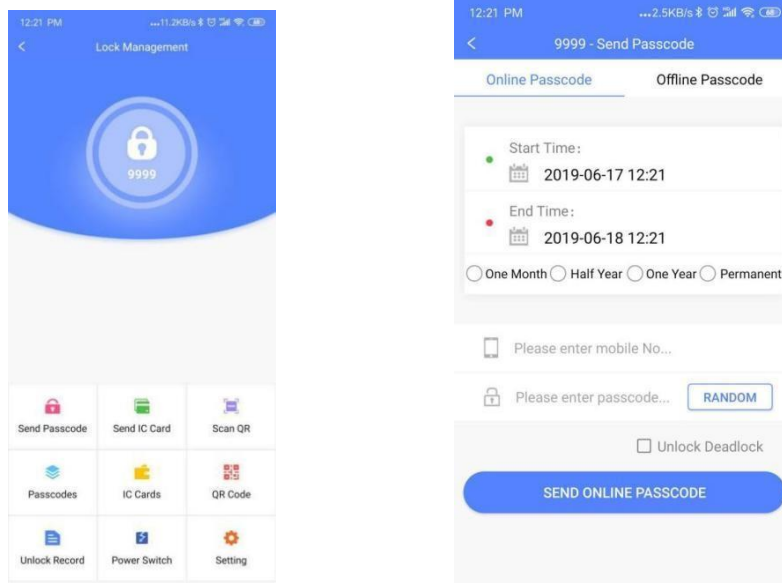 12:21 PM ...11.2KB/s
Lock Management
9999
Send Passcode Send IC Card Scan QR
Passcodes IC Cards QR Code
Unlock Record Power Switch Setting
12:21 PM ...2.5KB/s
9999 - Send Passcode
Online Passcode Offline Passcode
Start Time:
2019-06-17 12:21
End Time:
2019-06-18 12:21
One Month Half Year One Year Permanent
Please enter mobile No...
Please enter passcode... RANDOM
Unlock Deadlock
SEND ONLINE PASSCODE